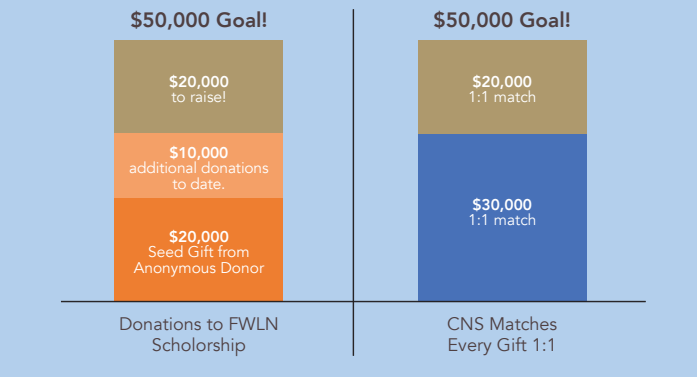 $50,000 Goal!
$20,000
to raise!
$10,000
additional donations
to date.
$20,000
Seed Gift from
Anonymous Donor
Donations to FWLN
Scholorship
$50,000 Goal!
$20,000
1:1 match
$30,000
1:1 match
CNS Matches
Every Gift 1:1